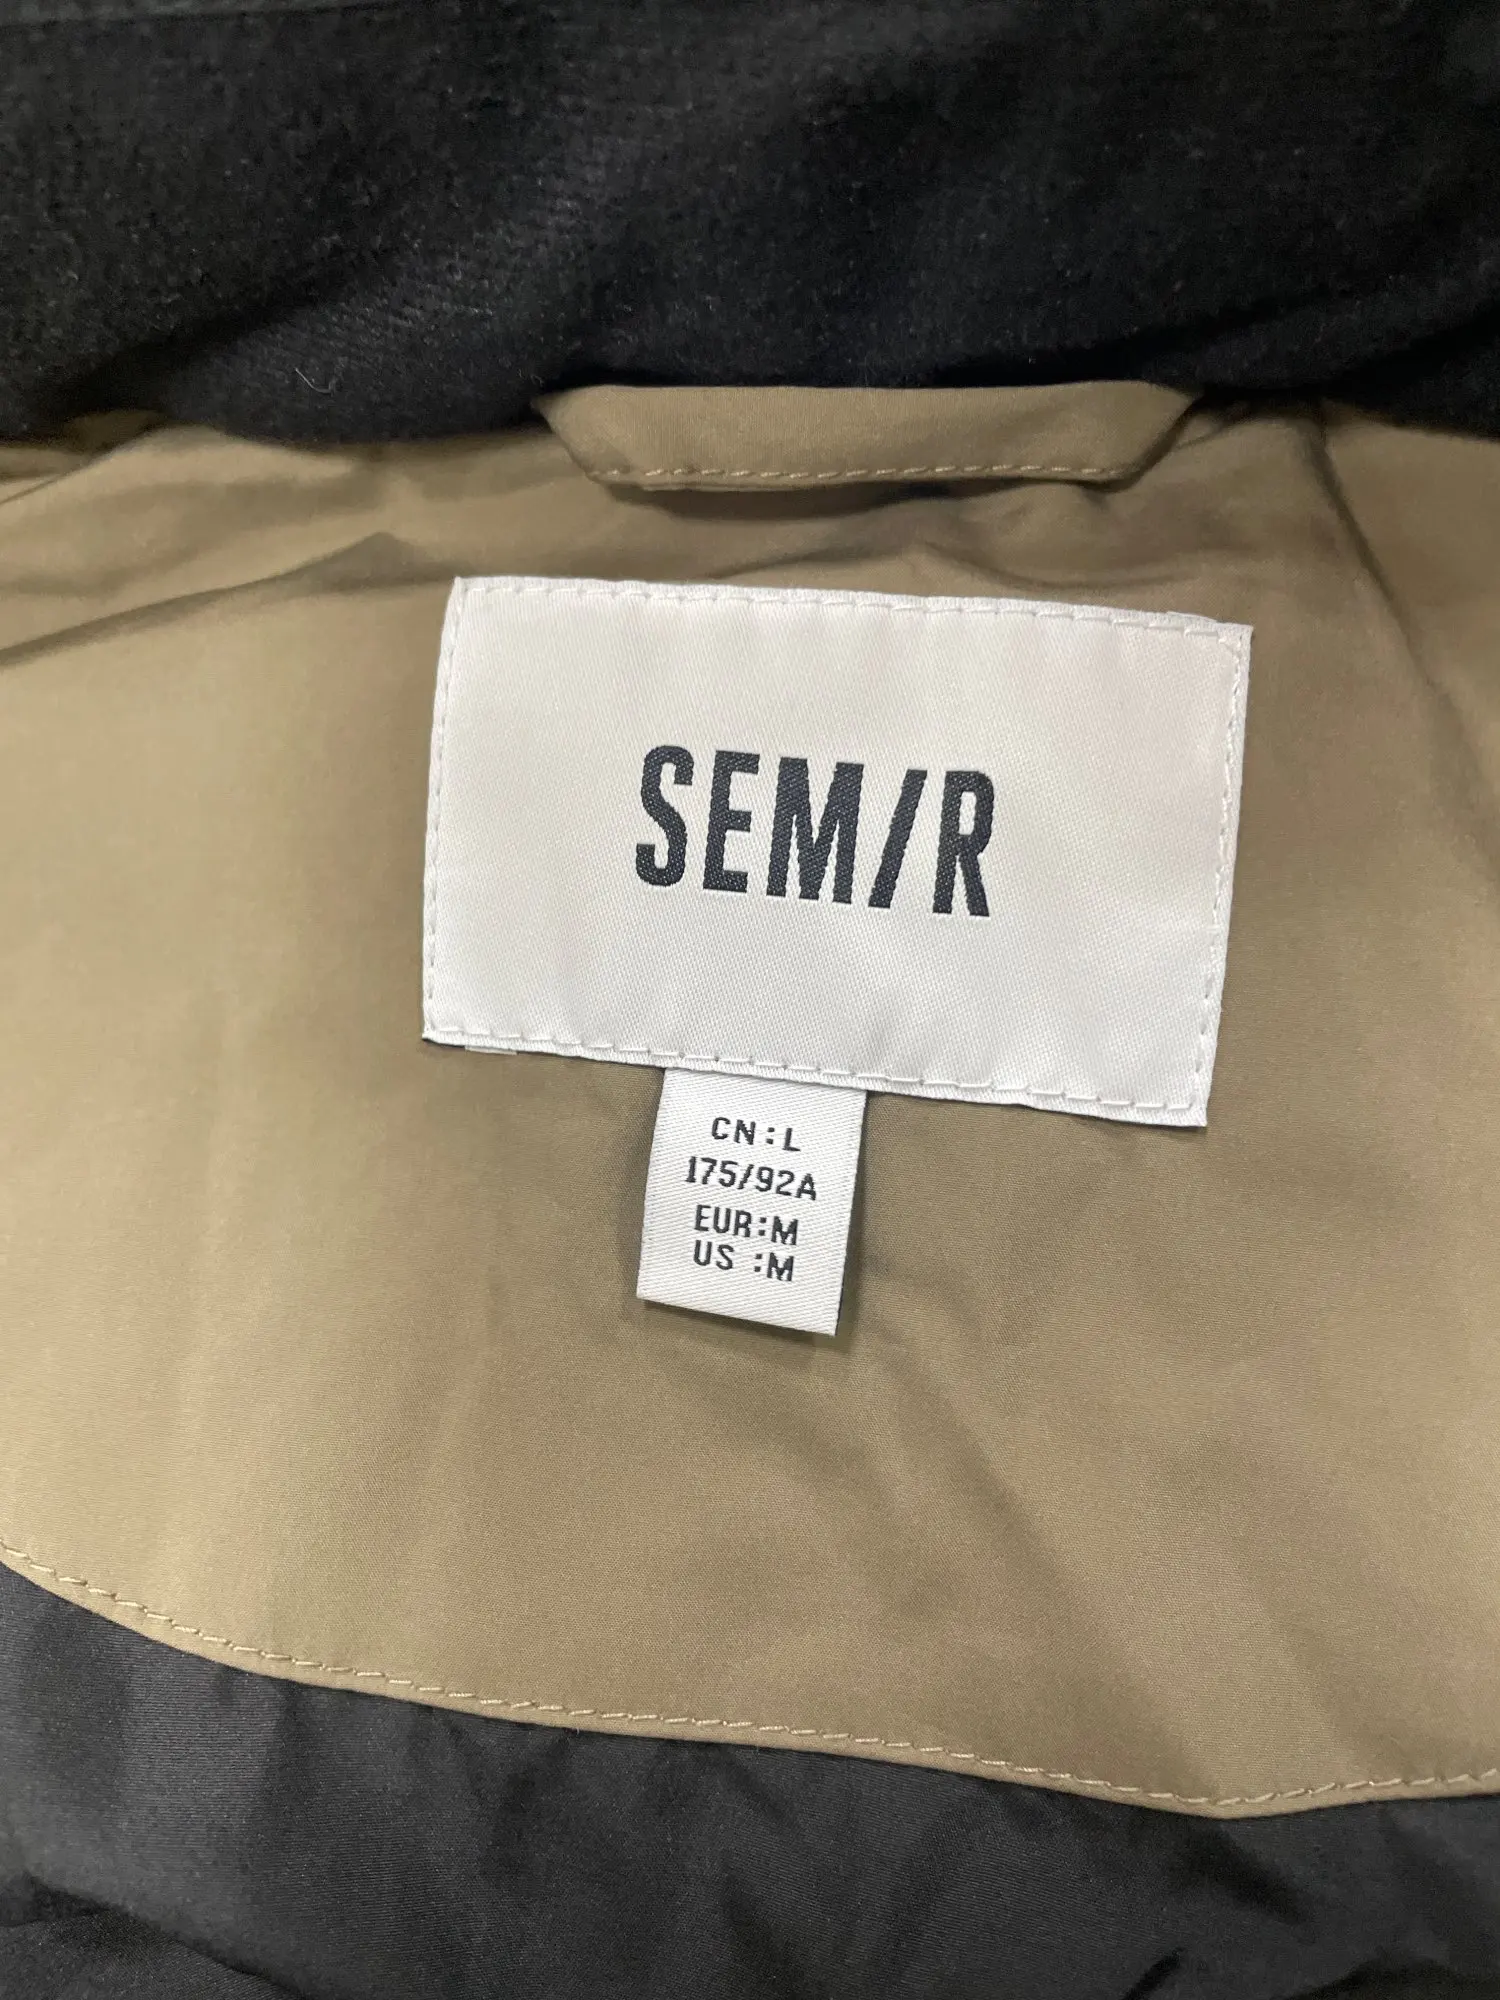 SEM/R
CN:L
175/92A
EUR:M
US :M